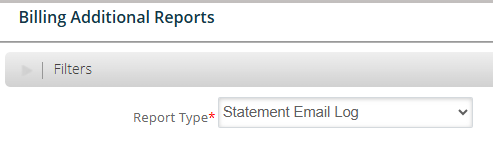 Billing Additional Reports
Filters
Report Type* Statement Email Log